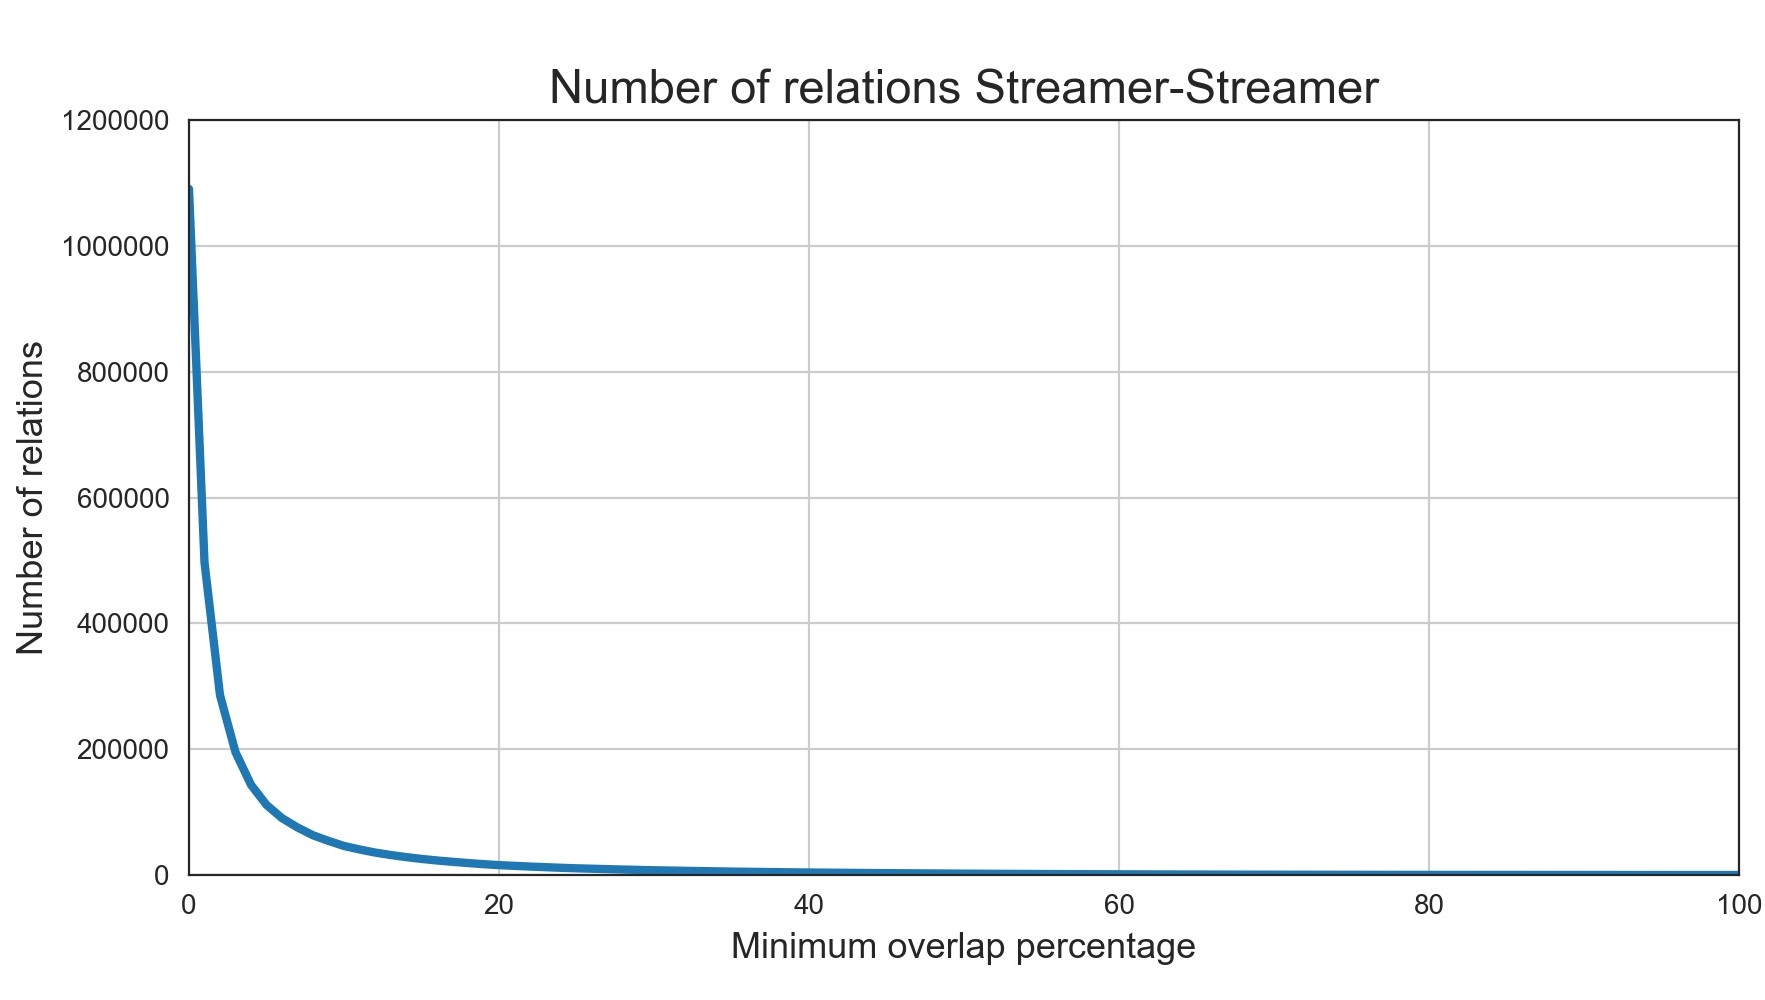 Number of relations Streamer-Streamer
1200000
1000000
800000
600000
400000
200000
0
Number of relations
0 20 40 60 80 100
Minimum overlap percentage